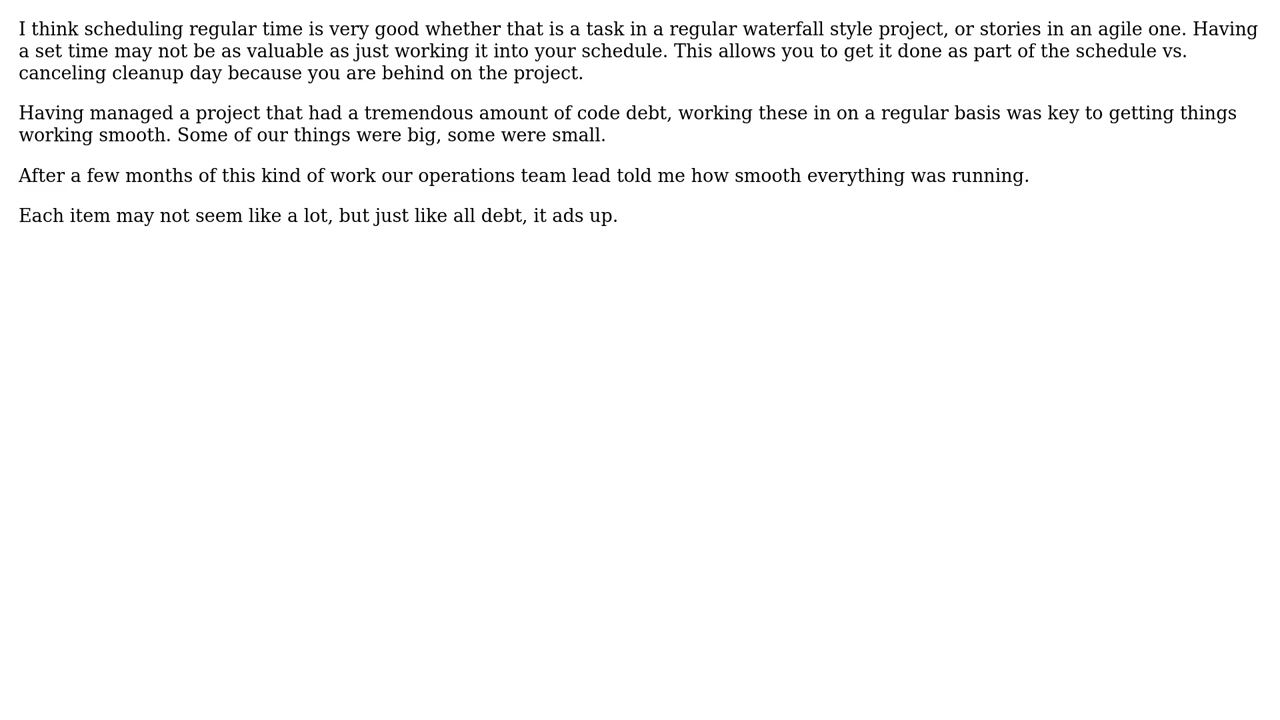 I think scheduling regular time is very good whether that is a task in a regular waterfall style project, or stories in an agile one. Having
a set time may not be as valuable as just working it into your schedule. This allows you to get it done as part of the schedule vs.
canceling cleanup day because you are behind on the project.
Having managed a project that had a tremendous amount of code debt, working these in on a regular basis was key to getting things
working smooth. Some of our things were big, some were small.
After a few months of this kind of work our operations team lead told me how smooth everything was running.
Each item may not seem like a lot, but just like all debt, it ads up.